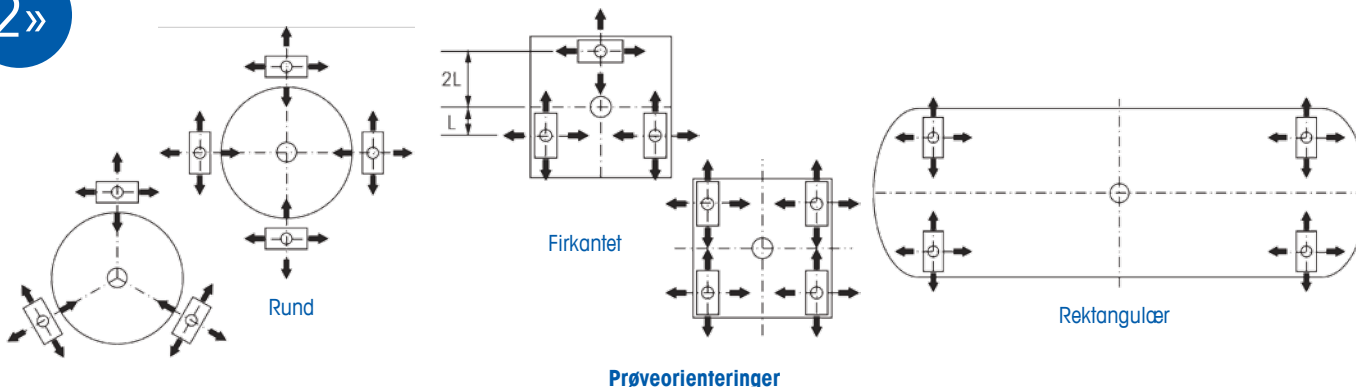 2»
2L
L
Rund
Firkantet
Rektangulær
Prøveorienteringer